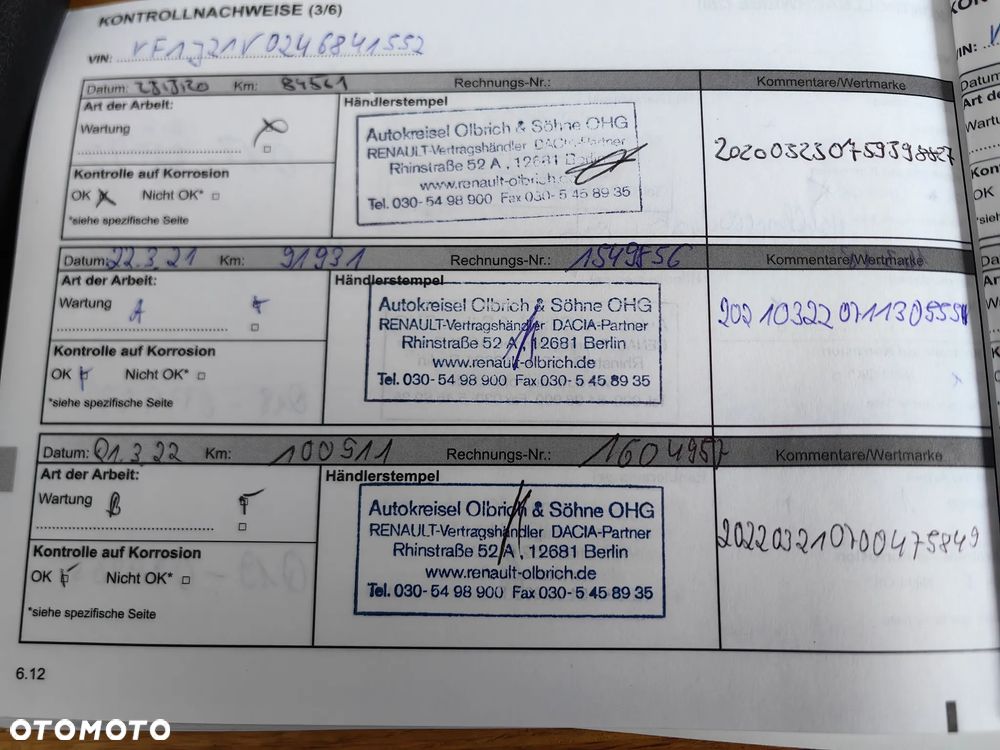 KONTROLLNACHWEISE (3/6)
VIN:
Datum: Km: 84561 Rechnungs-Nr.: Kommentare/Wertmarke
Art der Arbeit: Händlerstempel
Wartung
Autokreisel Olbrich & Söhne OHG
RENAULT-Vertragshändler DACIA-Partner
Rhinstraße 52 A, 12681 Berlin
www.renault-olbrich.de
Tel. 030- 54 98 900 Fax 030- 5 45 89 35
Kontrolle auf Korrosion
OK Nicht OK*
*siehe spezifische Seite
Datum: 22.3.21 Km: 91931 Rechnungs-Nr.: 1549856 Kommentare/Wertmarke
Art der Arbeit: Händlerstempel
Wartung A
Autokreisel Olbrich & Söhne OHG
RENAULT-Vertragshändler DACIA-Partner
Rhinstraße 52 A, 12681 Berlin
www.renault-olbrich.de
Tel. 030- 54 98 900 Fax 030- 5 45 89 35
Kontrolle auf Korrosion
OK Nicht OK*
*siehe spezifische Seite
Datum: 01.3.22 Km: 100511 Rechnungs-Nr.: 1604957 Kommentare/Wertmarke
Art der Arbeit: Händlerstempel
Wartung B
Autokreisel Olbrich & Söhne OHG
RENAULT-Vertragshändler DACIA-Partner
Rhinstraße 52 A, 12681 Berlin
www.renault-olbrich.de
Tel. 030- 54 98 900 Fax 030- 5 45 89 35
202203210700475849
Kontrolle auf Korrosion
OK Nicht OK*
*siehe spezifische Seite
6.12
OTOMOTO